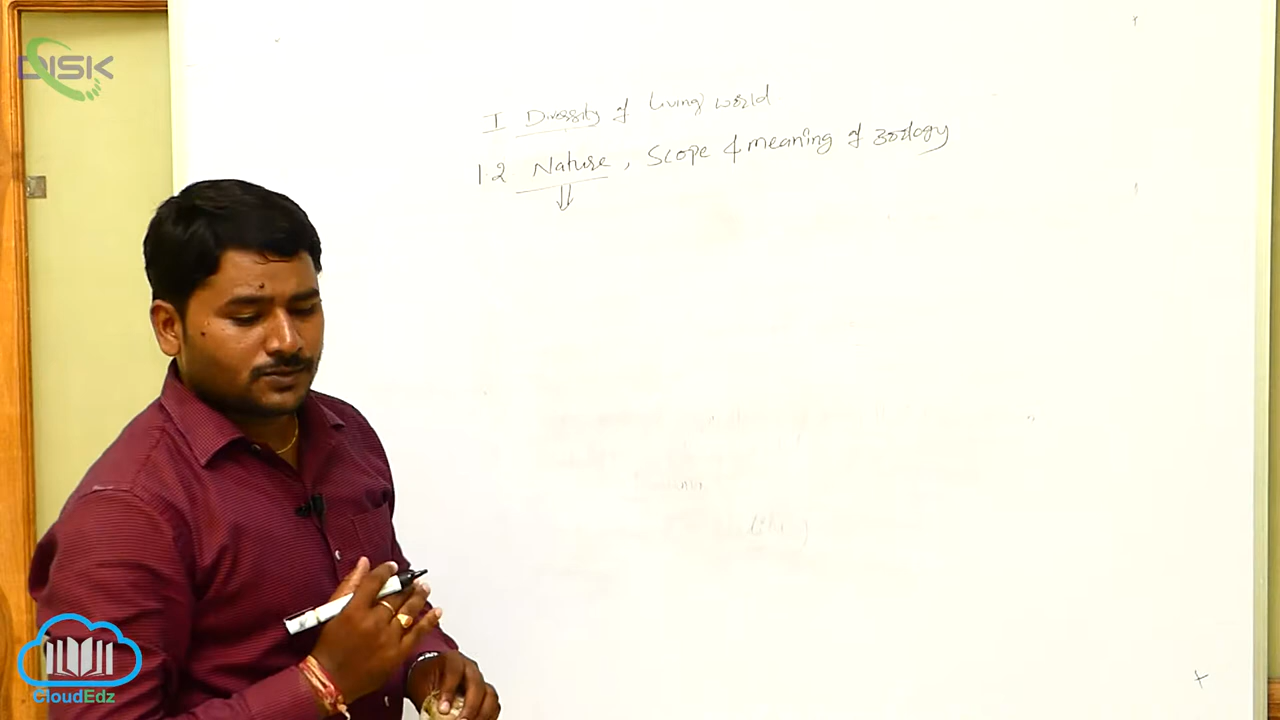 DISK
I Diversity of Living world
1.2 Nature, Scope & meaning of zoology
CloudEdz